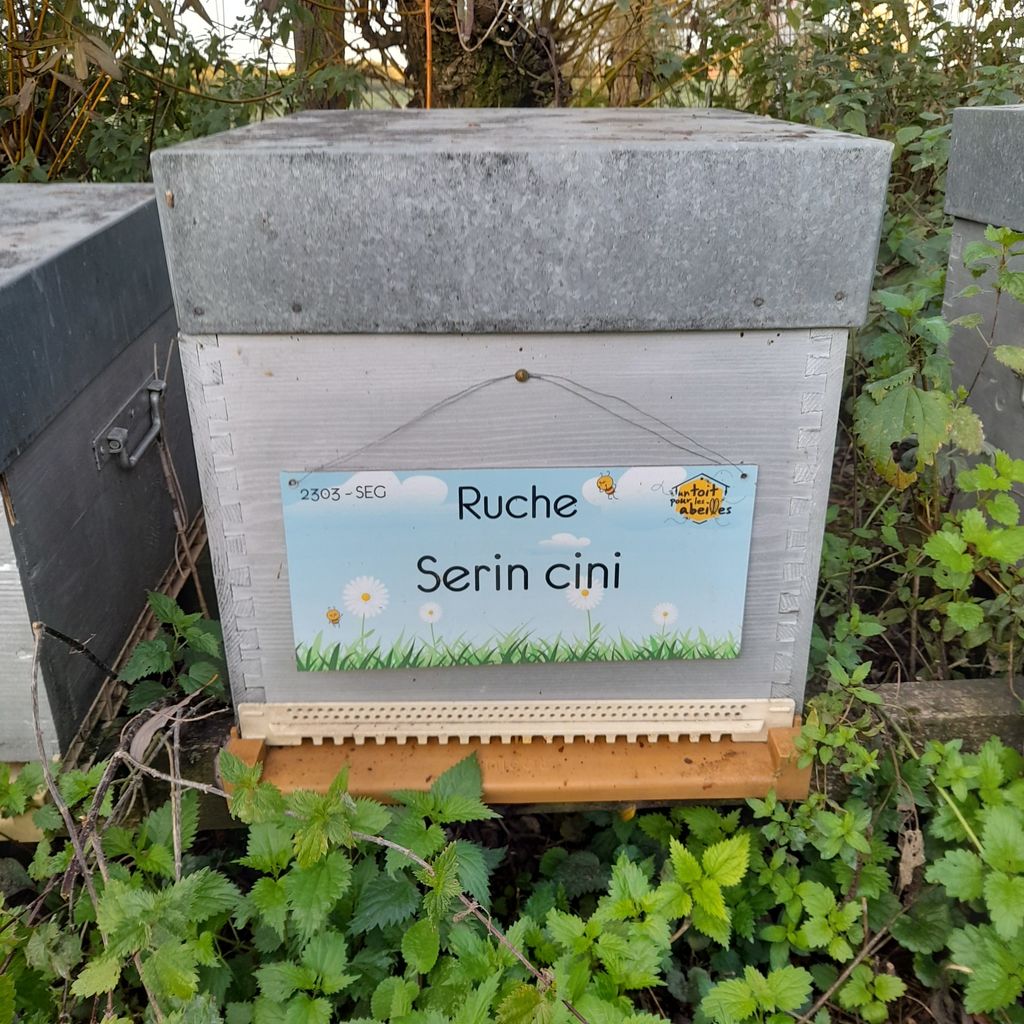 2303 - SEG
Ruche
un toit
pour les
abeilles
Serin cini